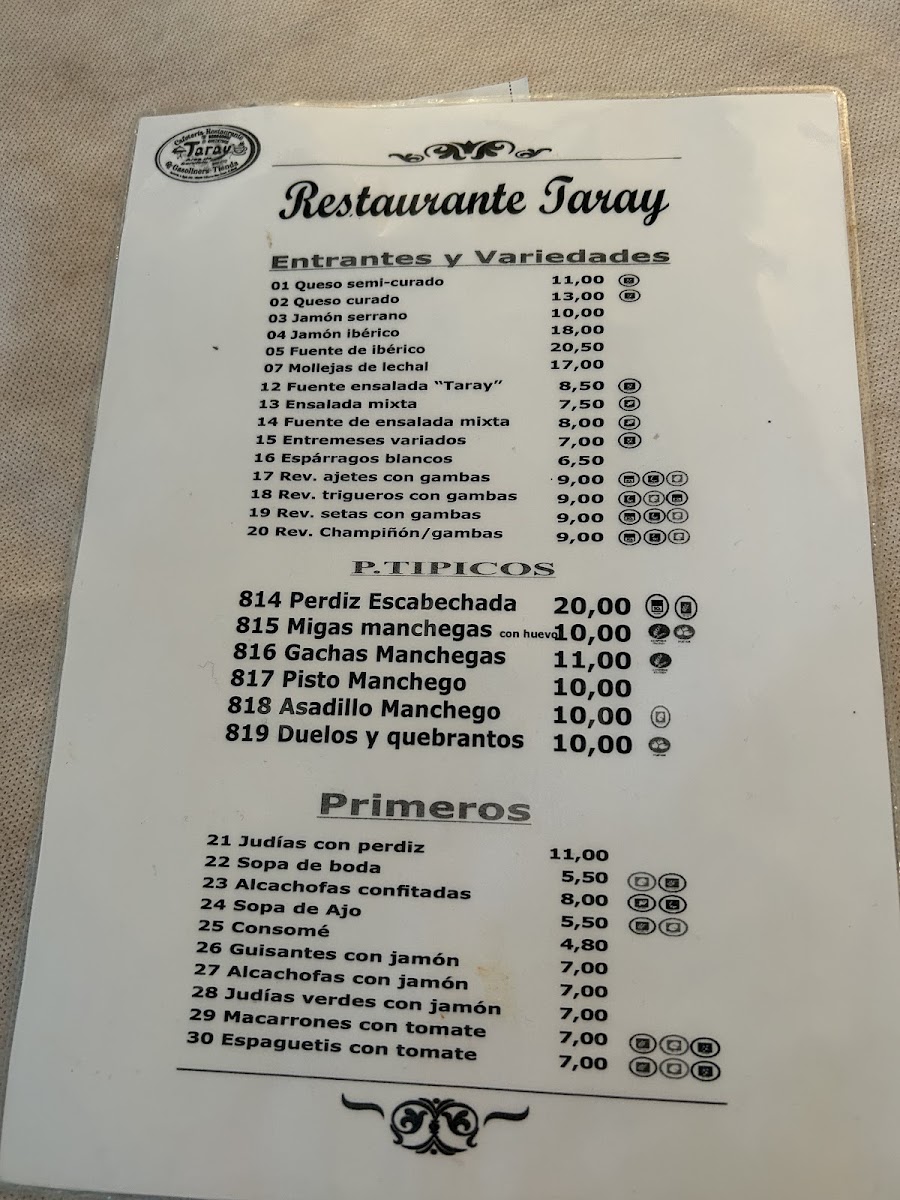 Cafetería Restaurante
Taray
Gasolinera Tienda
Restaurante Taray
Entrantes y Variedades
01 Queso semi-curado 11,00
02 Queso curado 13,00
03 Jamón serrano 10,00
04 Jamón ibérico 18,00
05 Fuente de ibérico 20,50
07 Mollejas de lechal 17,00
12 Fuente ensalada “Taray” 8,50
13 Ensalada mixta 7,50
14 Fuente de ensalada mixta 8,00
15 Entremeses variados 7,00
16 Espárragos blancos 6,50
17 Rev. ajetes con gambas 9,00
18 Rev. trigueros con gambas 9,00
19 Rev. setas con gambas 9,00
20 Rev. Champiñón/gambas 9,00
P.TIPICOS
814 Perdiz Escabechada 20,00
815 Migas manchegas con huevo 10,00
816 Gachas Manchegas 11,00
817 Pisto Manchego 10,00
818 Asadillo Manchego 10,00
819 Duelos y quebrantos 10,00
Primeros
21 Judías con perdiz 11,00
22 Sopa de boda 5,50
23 Alcachofas confitadas 8,00
24 Sopa de Ajo 5,50
25 Consomé 4,80
26 Guisantes con jamón 7,00
27 Alcachofas con jamón 7,00
28 Judías verdes con jamón 7,00
29 Macarrones con tomate 7,00
30 Espaguetis con tomate 7,00